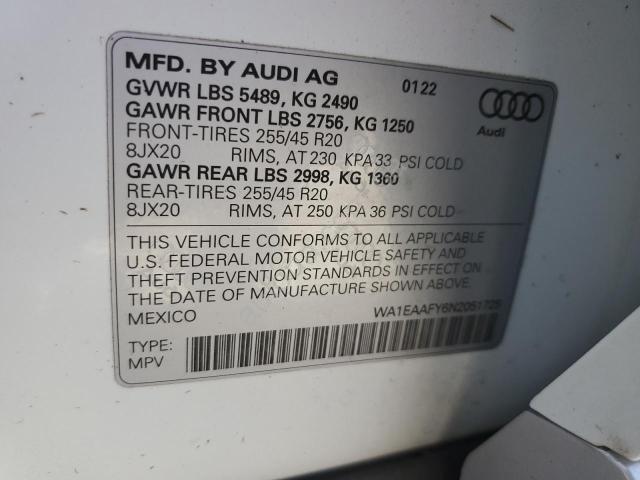 MFD. BY AUDI AG 0122
GVWR LBS 5489, KG 2490
GAWR FRONT LBS 2756, KG 1250
FRONT-TIRES 255/45 R20
8JX20 RIMS, AT 230 KPA 33 PSI COLD
GAWR REAR LBS 2998, KG 1360
REAR-TIRES 255/45 R20
8JX20 RIMS, AT 250 KPA 36 PSI COLD
Audi
THIS VEHICLE CONFORMS TO ALL APPLICABLE
U.S. FEDERAL MOTOR VEHICLE SAFETY AND
THEFT PREVENTION STANDARDS IN EFFECT ON
THE DATE OF MANUFACTURE SHOWN ABOVE.
MEXICO
WA1EAAFY6N2051725
TYPE:
MPV